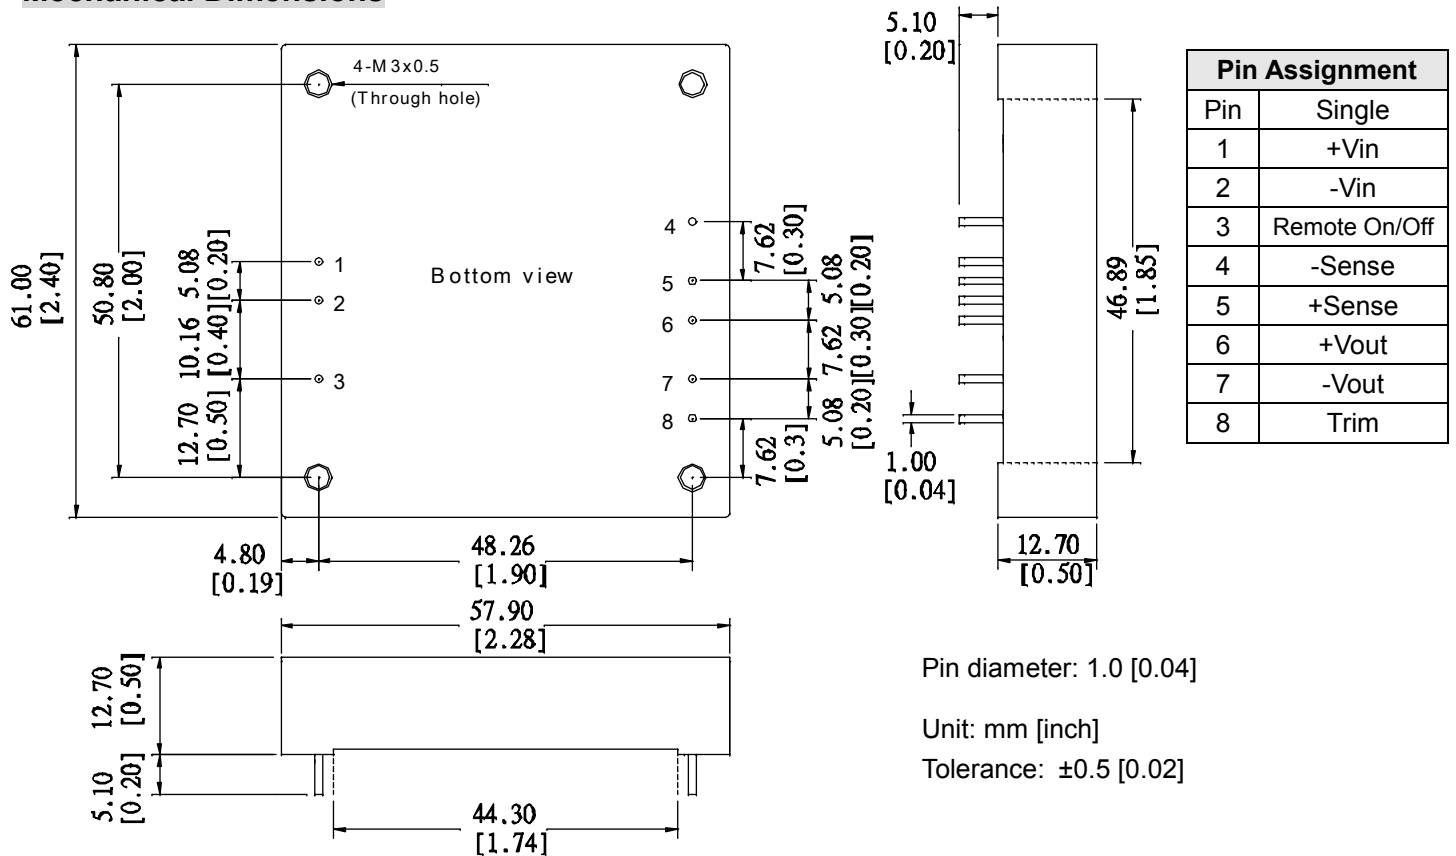 Mechanical Dimensions
4-M3x0.5
(Through hole)
61.00
[2.40]
50.80
[2.00]
5.08
[0.20]
10.16
[0.40]
12.70
[0.50]
1
2
3
Bottom view
4
5
6
7
8
7.62
[0.30]
5.08
[0.20]
7.62
[0.30]
5.08
[0.20]
7.62
[0.3]
4.80
[0.19]
48.26
[1.90]
5.10
[0.20]
46.89
[1.85]
1.00
[0.04]
12.70
[0.50]
Pin Assignment
Pin Single
1 +Vin
2 -Vin
3 Remote On/Off
4 -Sense
5 +Sense
6 +Vout
7 -Vout
8 Trim
57.90
[2.28]
12.70
[0.50]
5.10
[0.20]
44.30
[1.74]
Pin diameter: 1.0 [0.04]
Unit: mm [inch]
Tolerance: ±0.5 [0.02]